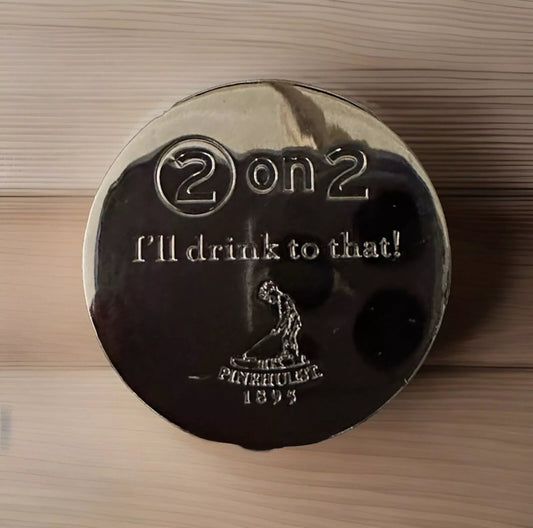 2 on 2
I'll drink to that!
PINEHURST
1895